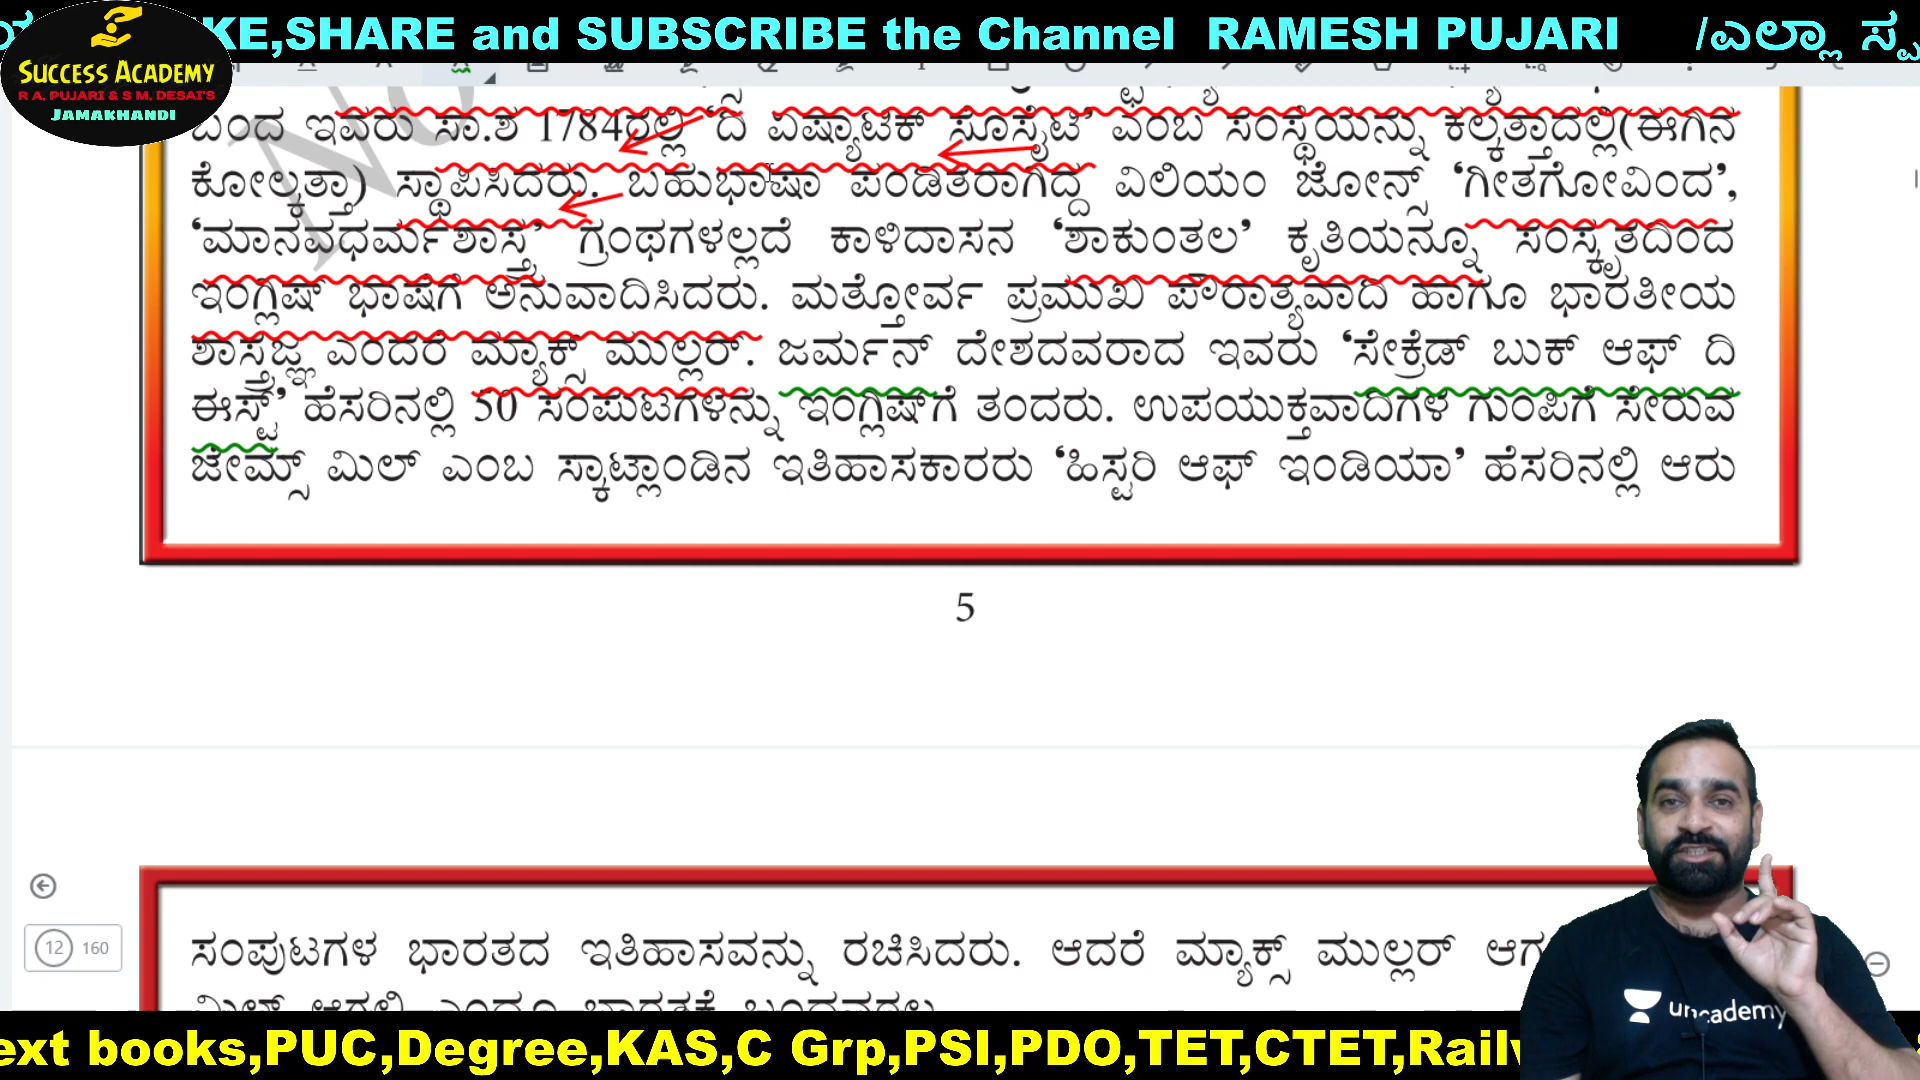 KE,SHARE and SUBSCRIBE the Channel RAMESH PUJARI /ಎಲ್ಲಾ
SUCCESS ACADEMY
R A. PUJARI & S M. DESAI'S
JAMAKHANDI
ಬಂದ ಇವರು ಸಾ.ಶ 1784ರಲ್ಲಿ ‘ದಿ ಏಷ್ಯಾಟಿಕ್ ಸೊಸೈಟಿ’ ಎಂಬ ಸಂಸ್ಥೆಯನ್ನು ಕಲ್ಕತ್ತಾದಲ್ಲಿ(ಈಗಿನ
ಕೋಲ್ಕತ್ತಾ) ಸ್ಥಾಪಿಸಿದರು. ಬಹುಭಾಷಾ ಪಂಡಿತರಾಗಿದ್ದ ವಿಲಿಯಂ ಜೋನ್ಸ್ ‘ಗೀತಗೋವಿಂದ’,
‘ಮಾನವಧರ್ಮಶಾಸ್ತ್ರ’ ಗ್ರಂಥಗಳಲ್ಲದೆ ಕಾಳಿದಾಸನ ‘ಶಾಕುಂತಲ’ ಕೃತಿಯನ್ನೂ ಸಂಸ್ಕೃತದಿಂದ
ಇಂಗ್ಲಿಷ್ ಭಾಷೆಗೆ ಅನುವಾದಿಸಿದರು. ಮತ್ತೋರ್ವ ಪ್ರಮುಖ ಪೌರಾತ್ಯವಾದಿ ಹಾಗೂ ಭಾರತೀಯ
ಶಾಸ್ತ್ರಜ್ಞ ಎಂದರೆ ಮ್ಯಾಕ್ಸ್ ಮುಲ್ಲರ್. ಜರ್ಮನ್ ದೇಶದವರಾದ ಇವರು ‘ಸೇಕ್ರೆಡ್ ಬುಕ್ ಆಫ್ ದಿ
ಈಸ್ಟ್’ ಹೆಸರಿನಲ್ಲಿ 50 ಸಂಪುಟಗಳನ್ನು ಇಂಗ್ಲಿಷ್‌ಗೆ ತಂದರು. ಉಪಯುಕ್ತವಾದಿಗಳ ಗುಂಪಿಗೆ ಸೇರುವ
ಜೇಮ್ಸ್ ಮಿಲ್ ಎಂಬ ಸ್ಕಾಟ್ಲಾಂಡಿನ ಇತಿಹಾಸಕಾರರು ‘ಹಿಸ್ಟರಿ ಆಫ್ ಇಂಡಿಯಾ’ ಹೆಸರಿನಲ್ಲಿ ಆರು
5
12 160
ಸಂಪುಟಗಳ ಭಾರತದ ಇತಿಹಾಸವನ್ನು ರಚಿಸಿದರು. ಆದರೆ ಮ್ಯಾಕ್ಸ್ ಮುಲ್ಲರ್
ಮಿಲ್ ಆಗಲಿ ಎಂದೂ ಭಾರತಕ್ಕೆ ಬಂದವರಲ್ಲ
unacademy
ext books,PUC,Degree,KAS,C Grp,PSI,PDO,TET,CTET,Railw